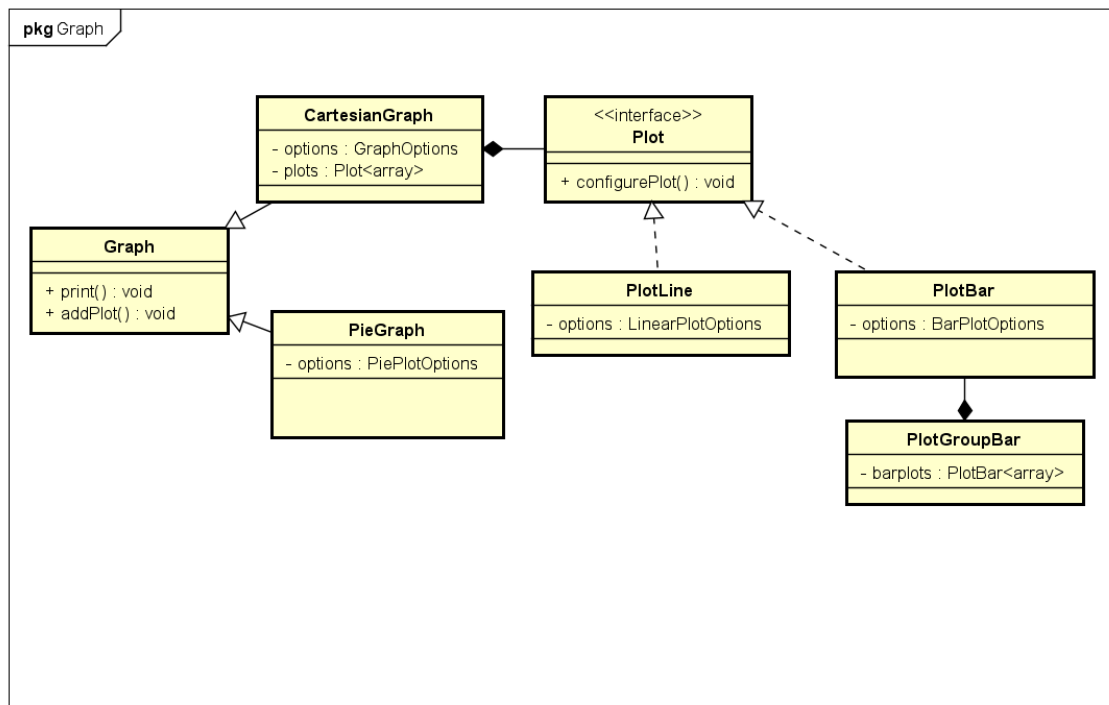 pkg Graph
CartesianGraph
- options : GraphOptions
- plots : Plot<array>
<<interface>>
Plot
+ configurePlot() : void
Graph
+ print() : void
+ addPlot() : void
PieGraph
- options : PiePlotOptions
PlotLine
- options : LinearPlotOptions
PlotBar
- options : BarPlotOptions
PlotGroupBar
- barplots : PlotBar<array>